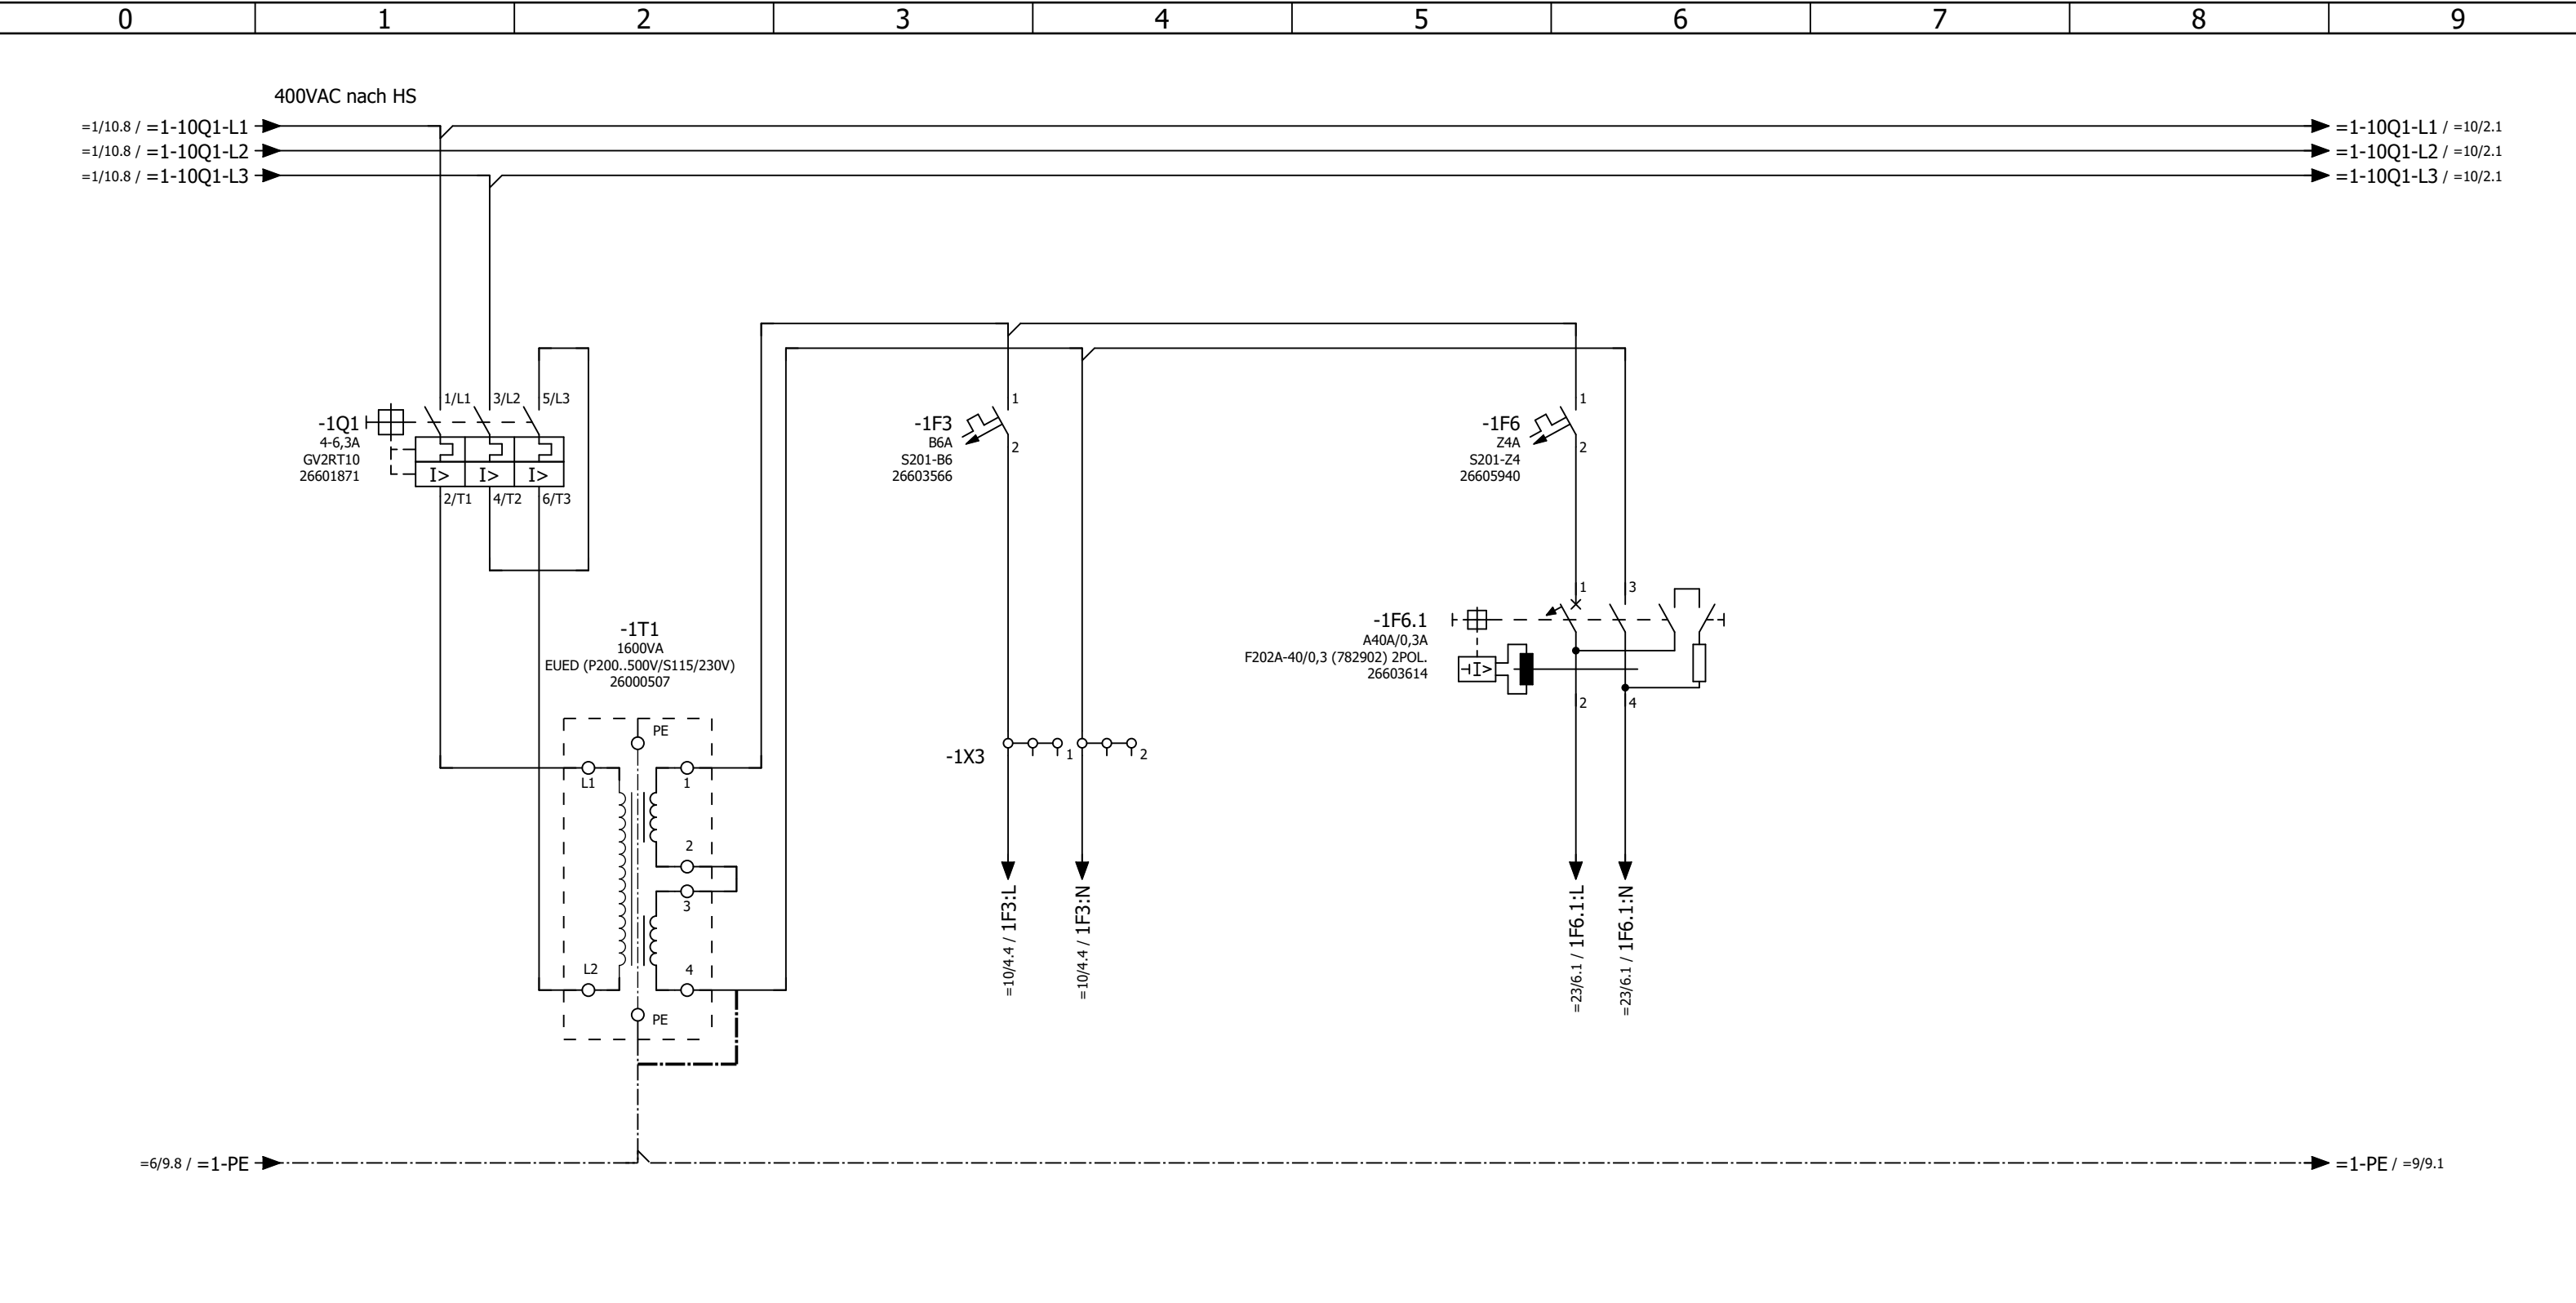 0 1 2 3 4 5 6 7 8 9
400VAC nach HS
=1/10.8 / =1-10Q1-L1
=1-10Q1-L1 / =10/2.1
=1/10.8 / =1-10Q1-L2
=1-10Q1-L2 / =10/2.1
=1/10.8 / =1-10Q1-L3
=1-10Q1-L3 / =10/2.1
1/L1 3/L2 5/L3
-1Q1
4-6,3A
GV2RT10
26601871
I> I> I>
2/T1 4/T2 6/T3
1
-1F3
B6A
S201-B6
26603566
2
1
-1F6
Z4A
S201-Z4
26605940
2
1 3
-1F6.1
A40A/0,3A
F202A-40/0,3 (782902) 2POL.
26603614
I>
2 4
-1T1
1600VA
EUED (P200..500V/S115/230V)
26000507
PE
L1
1
2
3
L2
4
PE
-1X3
1
2
=10/4.4 / 1F3:L
=10/4.4 / 1F3:N
=23/6.1 / 1F6.1:L
=23/6.1 / 1F6.1:N
=6/9.8 / =1-PE
=1-PE / =9/9.1